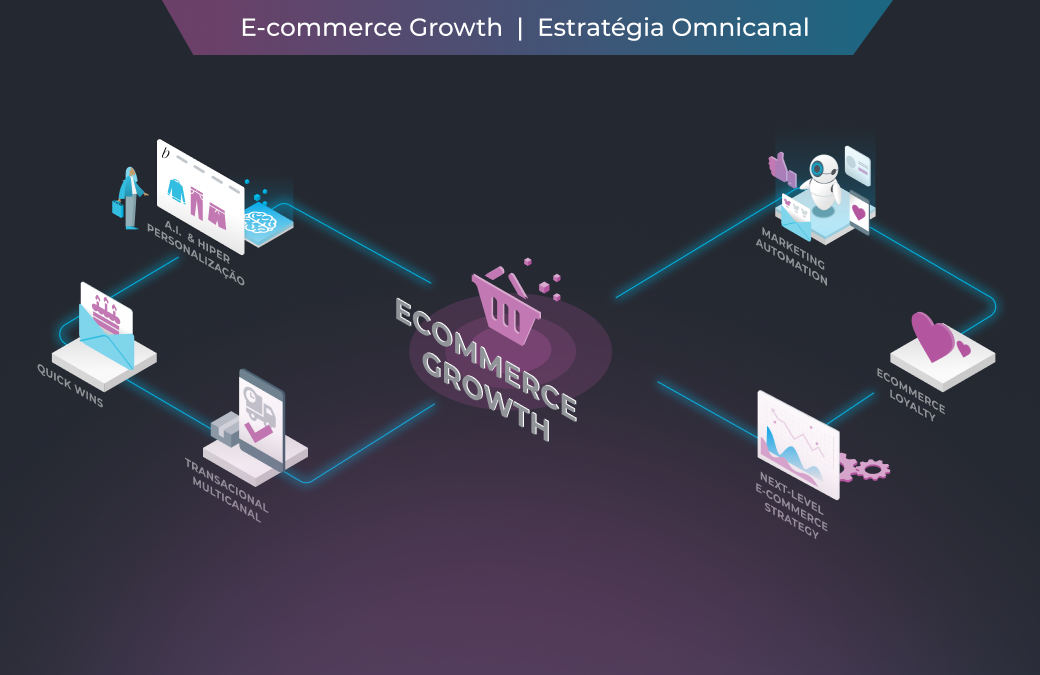 E-commerce Growth | Estratégia Omnicanal
b
A.I. & HIPER
PERSONALIZAÇÃO
MARKETING
AUTOMATION
ECOMMERCE
GROWTH
QUICK WINS
ECOMMERCE
LOYALTY
TRANSACIONAL
MULTICANAL
NEXT-LEVEL
E-COMMERCE
STRATEGY